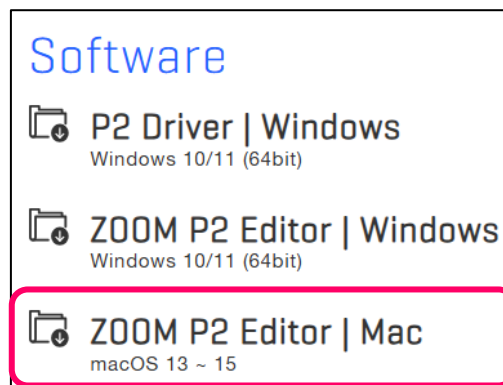 Software
P2 Driver | Windows
Windows 10/11 (64bit)
ZOOM P2 Editor | Windows
Windows 10/11 (64bit)
ZOOM P2 Editor | Mac
macOS 13 ~ 15